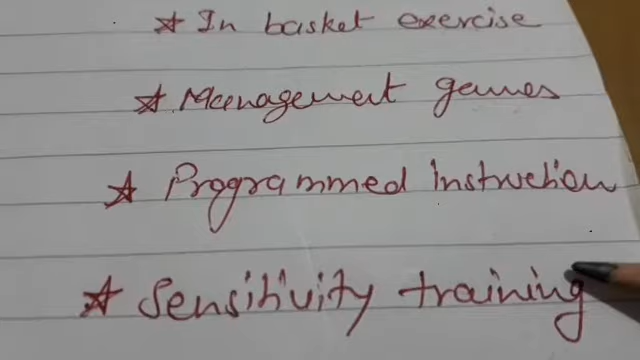 ☆ In basket exercise
☆ Management games
☆ Programmed instruction
☆ Sensitivity training